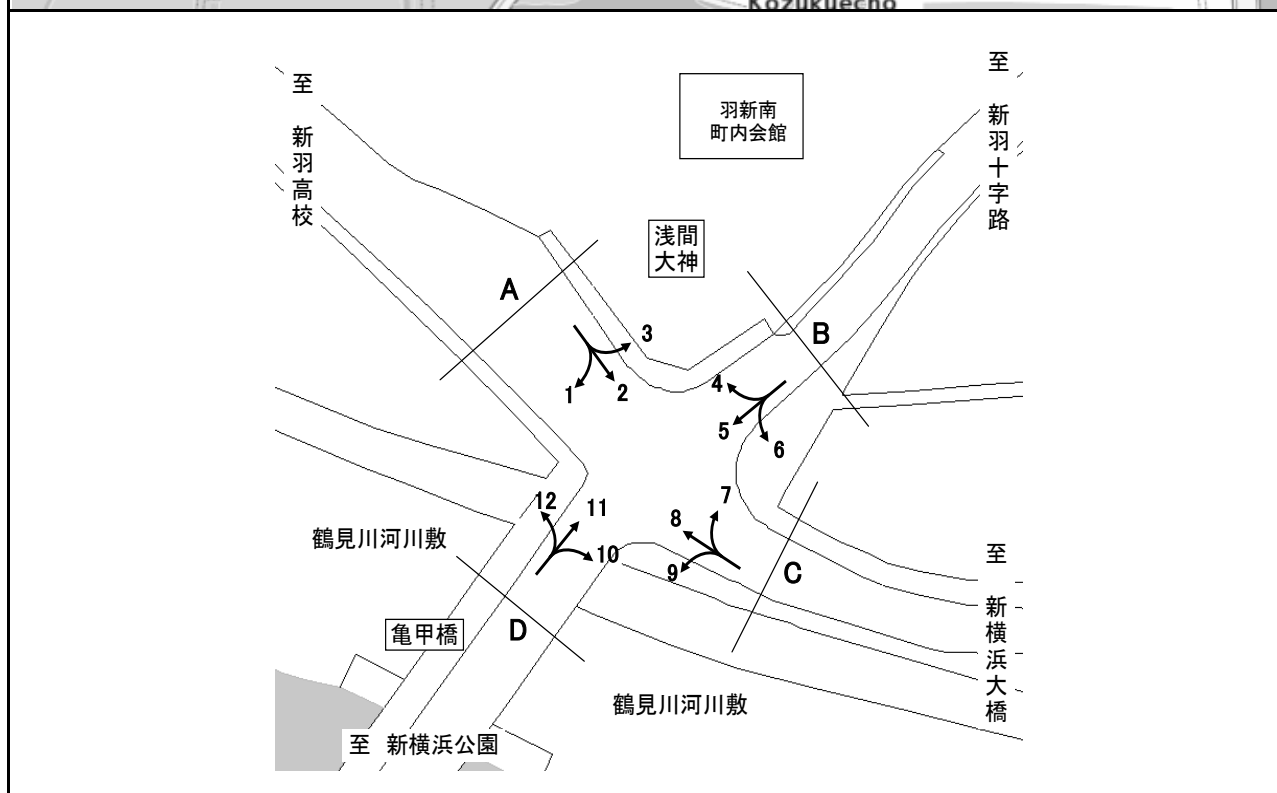 Kozukuecho
至 新羽高校
羽新南
町内会館
至 新羽十字路
浅間
大神
A
B
3
1
2
4
5
6
7
8
9
12
11
10
C
D
鶴見川河川敷
亀甲橋
至 新横浜大橋
鶴見川河川敷
至 新横浜公園